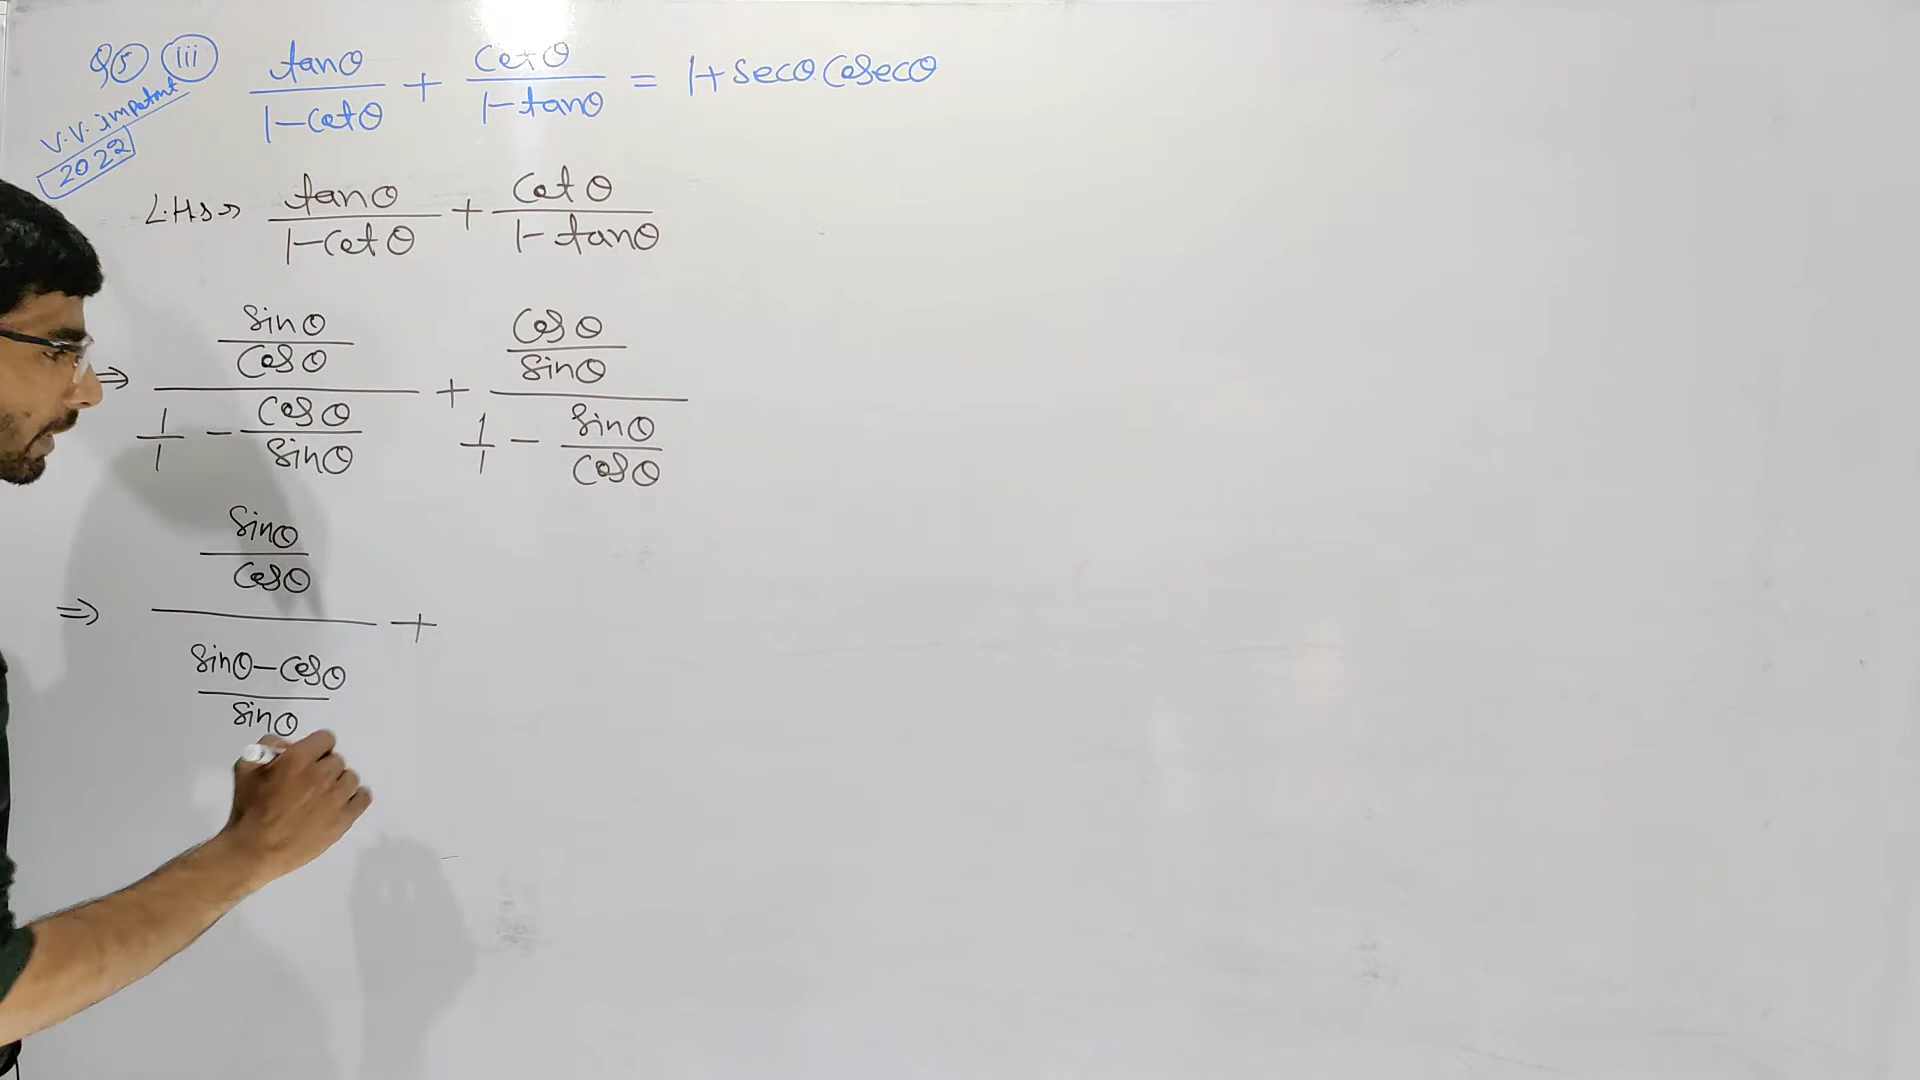 Q5 (iii) tanθ/(1-cotθ) + cotθ/(1-tanθ) = 1+secθ.cosecθ
V.V. impotant
2022
L.H.S→ tanθ/(1-cotθ) + cotθ/(1-tanθ)
⇒ (sinθ/cosθ)/(1/1 - cosθ/sinθ) + (cosθ/sinθ)/(1/1 - sinθ/cosθ)
⇒ (sinθ/cosθ)/((sinθ-cosθ)/sinθ) +